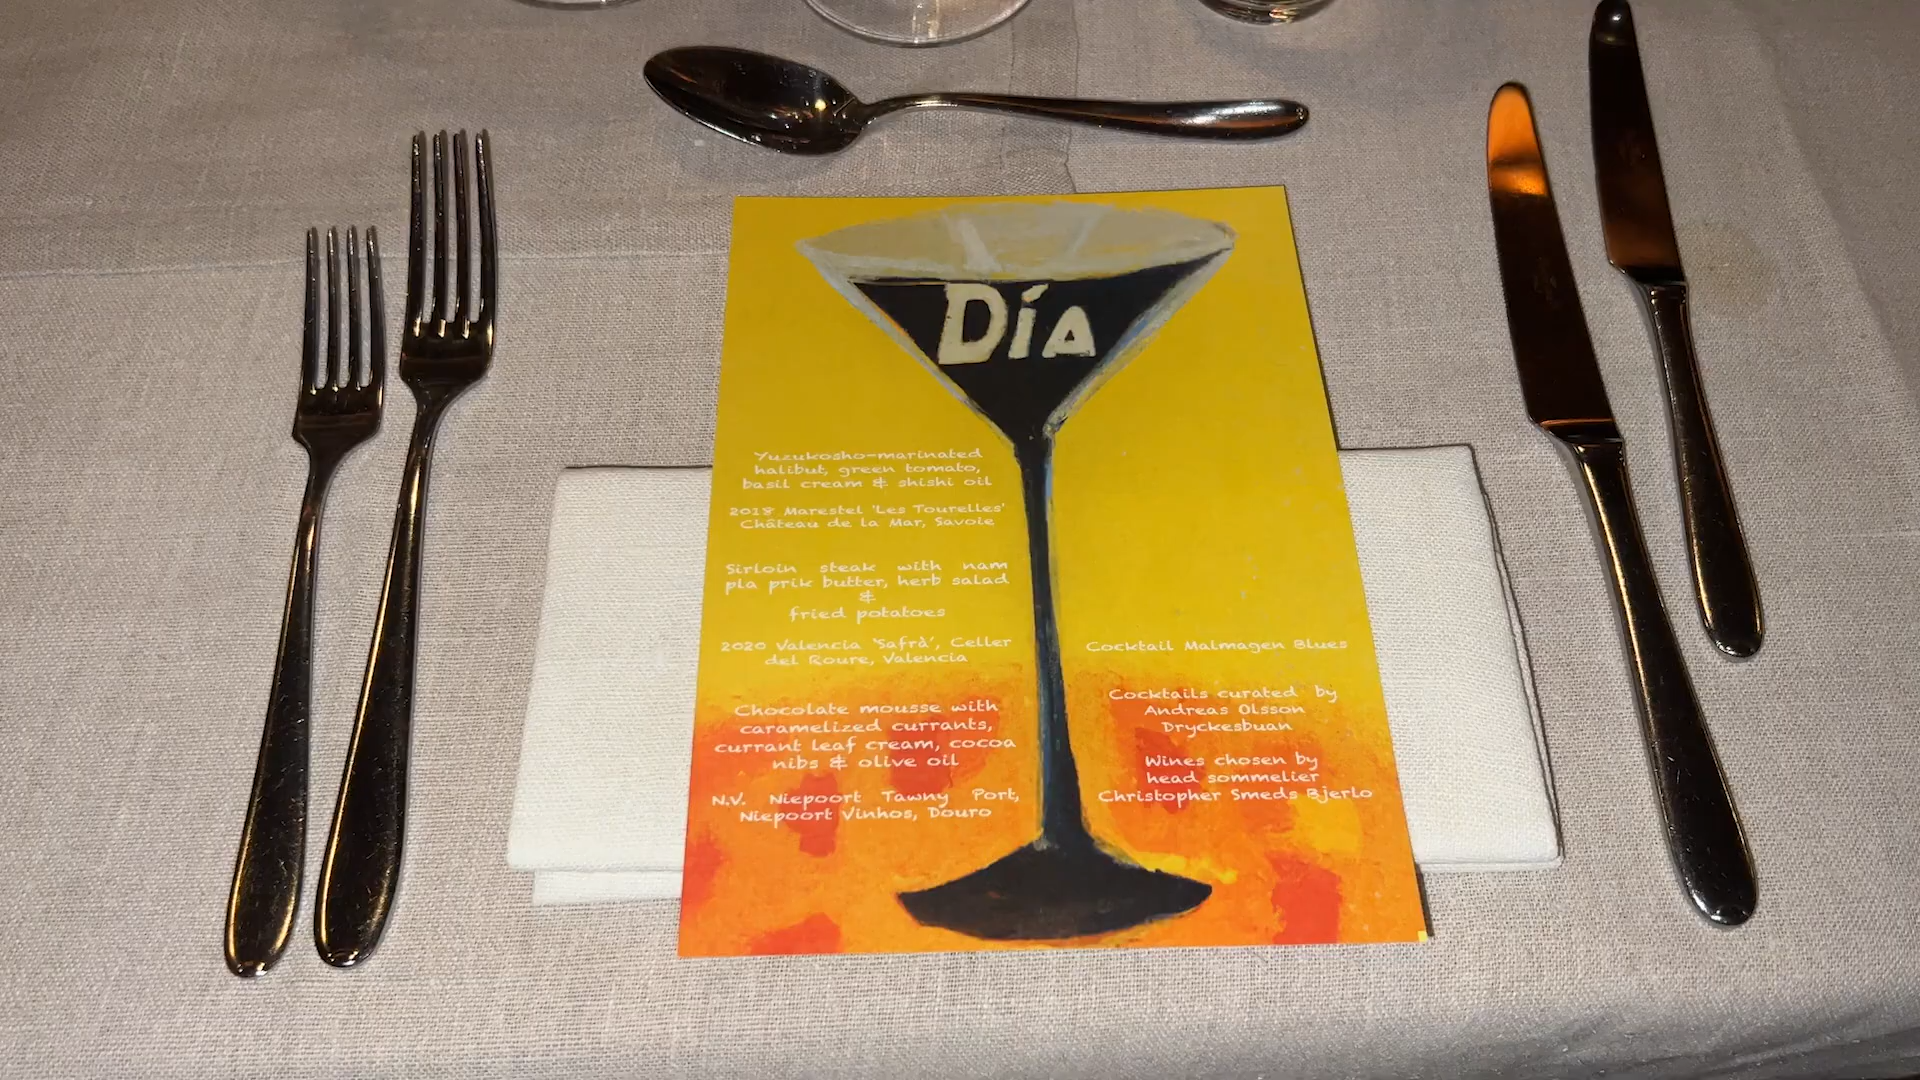 Día
Yuzukosho-marinated
halibut, green tomato,
basil cream & shishi oil
2018 Marestel 'Les Tourelles'
Château de la Mar, Savoie
Sirloin steak with nam
pla prik butter, herb salad
&
fried potatoes
2020 Valencia 'Safrà', Celler
del Roure, Valencia
Chocolate mousse with
caramelized currants,
currant leaf cream, cocoa
nibs & olive oil
N.V. Niepoort Tawny Port,
Niepoort Vinhos, Douro
Cocktail Malmagen Blues
Cocktails curated by
Andreas Olsson
Dryckesbuan
Wines chosen by
head sommelier
Christopher Smeds Bjerlo